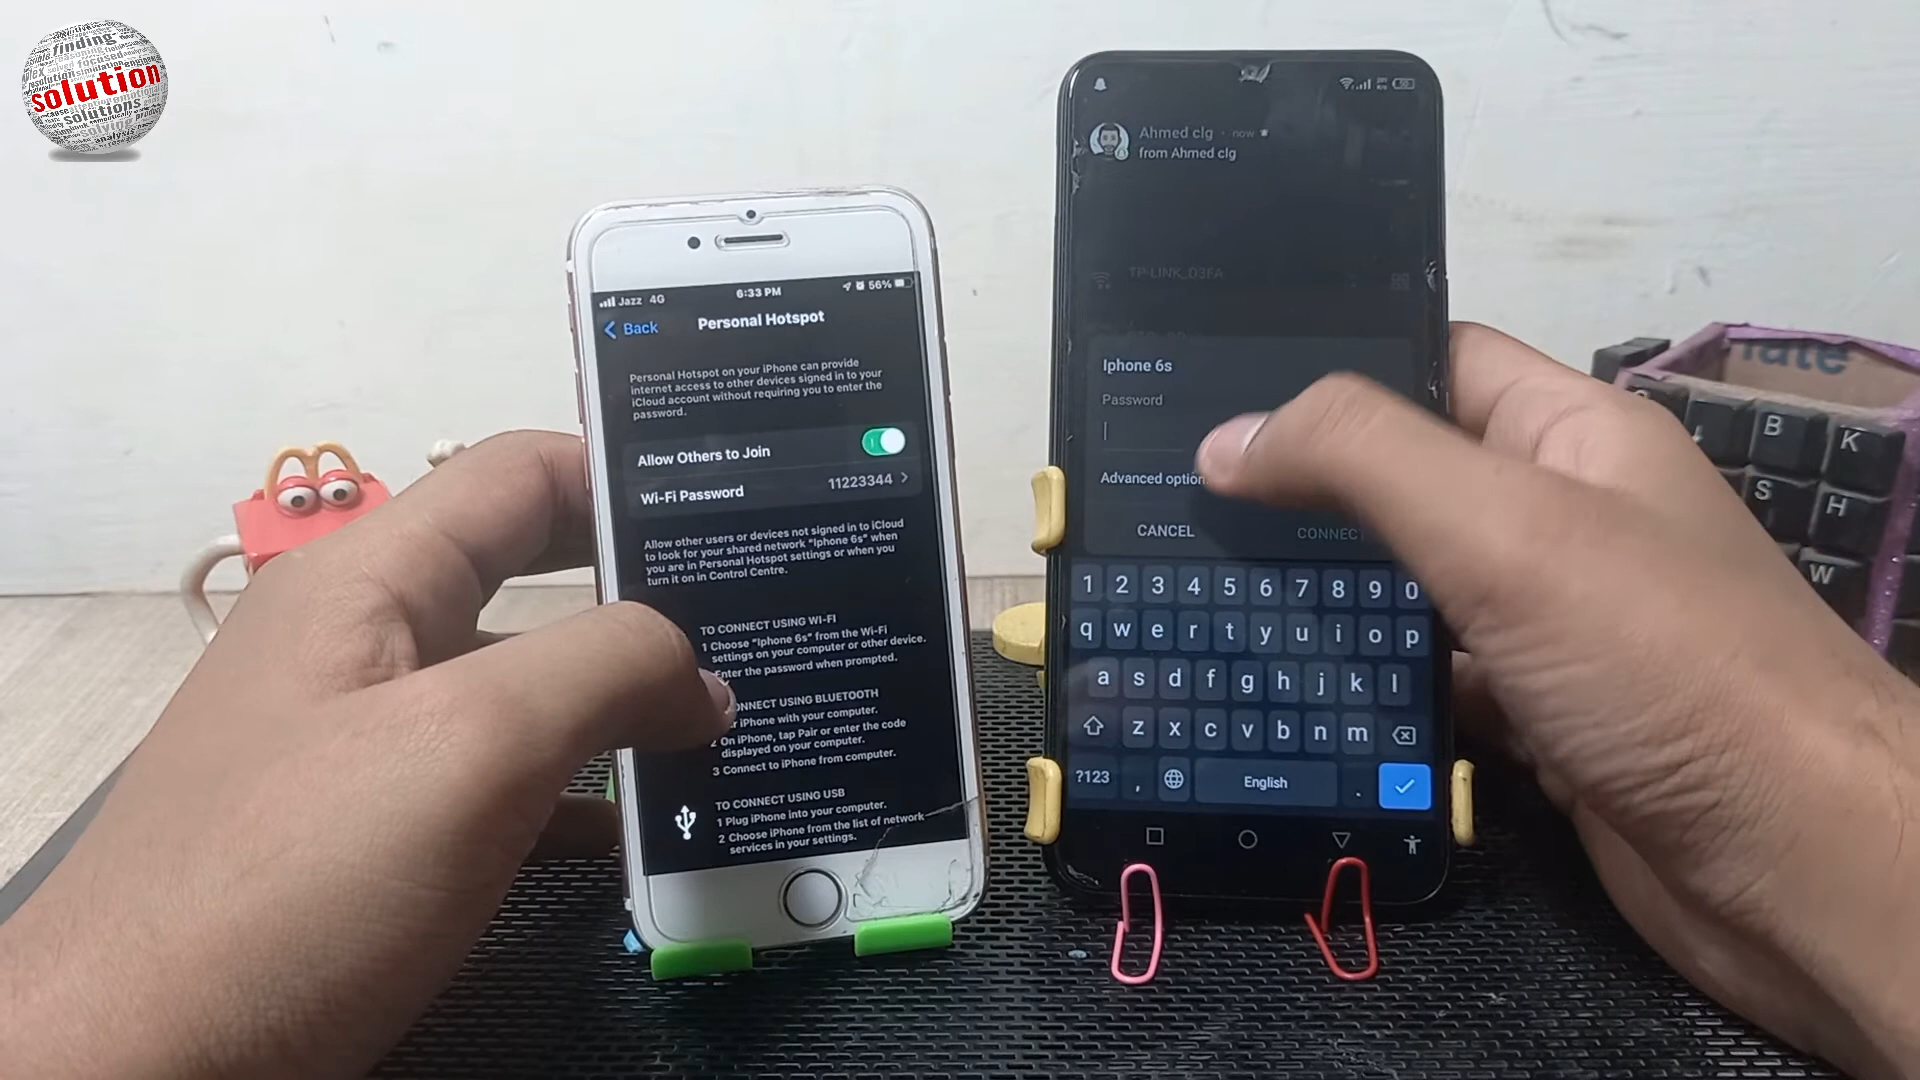 finding
focused
resolution simulation
solution
solutions
solving
analysis
Jazz 4G
6:33 PM
56%
Back
Personal Hotspot
Personal Hotspot on your iPhone can provide
internet access to other devices signed in to your
iCloud account without requiring you to enter the
password.
Allow Others to Join
Wi-Fi Password 11223344
Allow other users or devices not signed in to iCloud
to look for your shared network "Iphone 6s" when
you are in Personal Hotspot settings or when you
turn it on in Control Centre.
TO CONNECT USING WI-FI
1 Choose "Iphone 6s" from the Wi-Fi
settings on your computer or other device.
Enter the password when prompted.
CONNECT USING BLUETOOTH
iPhone with your computer.
2 On iPhone, tap Pair or enter the code
displayed on your computer.
3 Connect to iPhone from computer.
TO CONNECT USING USB
1 Plug iPhone into your computer.
2 Choose iPhone from the list of network
services in your settings.
Ahmed clg · now
from Ahmed clg
TP-LINK_D3FA
Iphone 6s
Password
Advanced option
CANCEL CONNECT
1 2 3 4 5 6 7 8 9 0
q w e r t y u i o p
a s d f g h j k l
z x c v b n m
?123 , English .
B K
S H
W